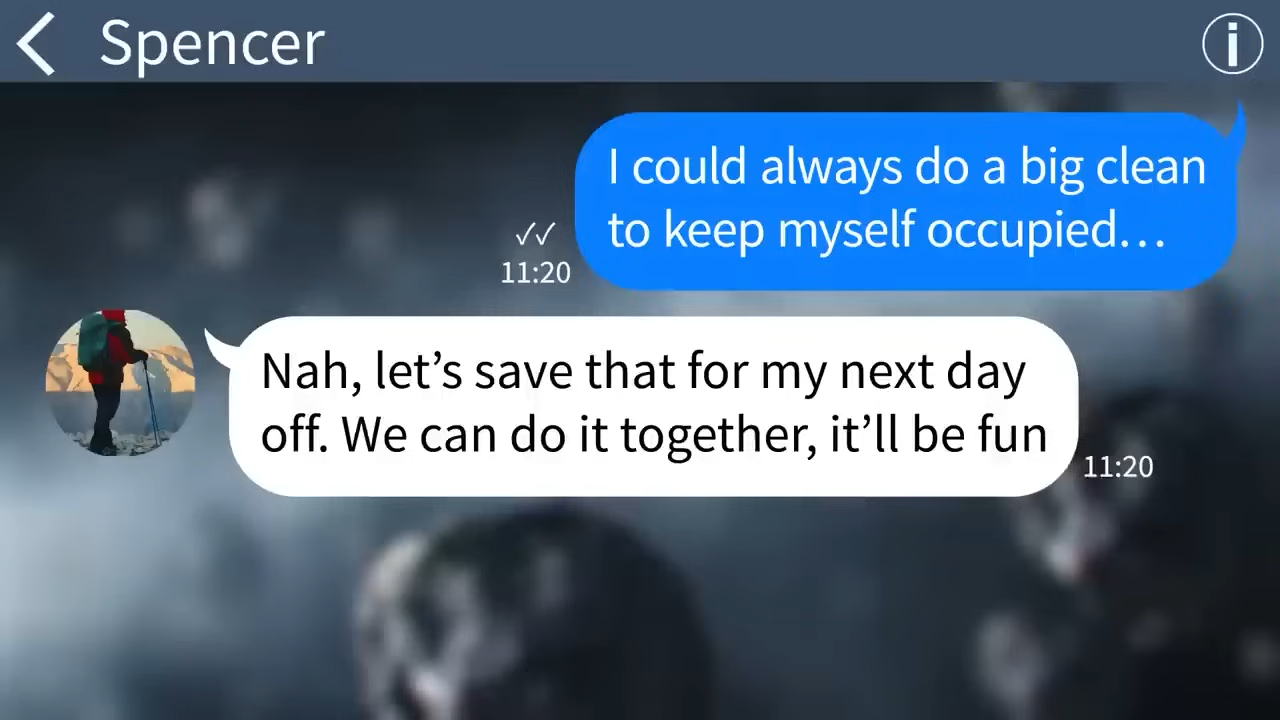 Spencer
I could always do a big clean
to keep myself occupied…
11:20
Nah, let’s save that for my next day
off. We can do it together, it’ll be fun
11:20